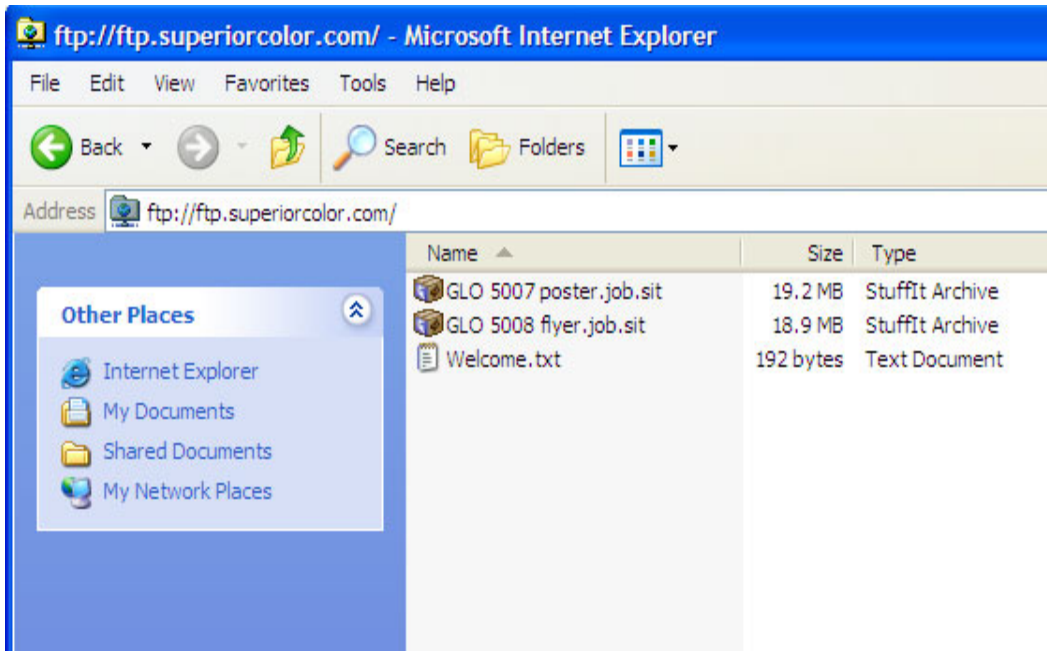 ftp://ftp.superiorcolor.com/ - Microsoft Internet Explorer
File Edit View Favorites Tools Help
Back Search Folders
Address ftp://ftp.superiorcolor.com/
Name Size Type
Other Places
Internet Explorer
My Documents
Shared Documents
My Network Places
GLO 5007 poster.job.sit 19.2 MB StuffIt Archive
GLO 5008 flyer.job.sit 18.9 MB StuffIt Archive
Welcome.txt 192 bytes Text Document